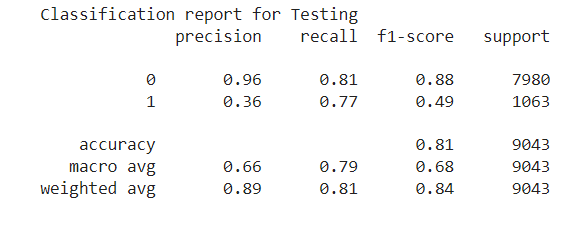 Classification report for Testing
precision recall f1-score support
0 0.96 0.81 0.88 7980
1 0.36 0.77 0.49 1063
accuracy 0.81 9043
macro avg 0.66 0.79 0.68 9043
weighted avg 0.89 0.81 0.84 9043